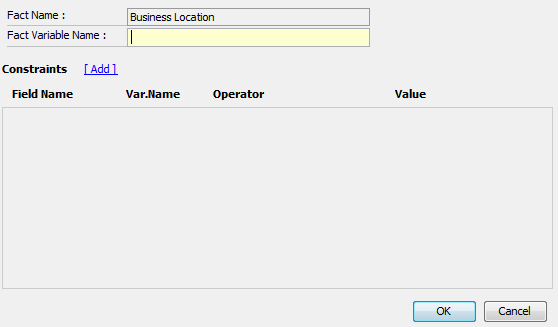 Fact Name : Business Location
Fact Variable Name :
Constraints [ Add ]
Field Name Var.Name Operator Value
OK Cancel